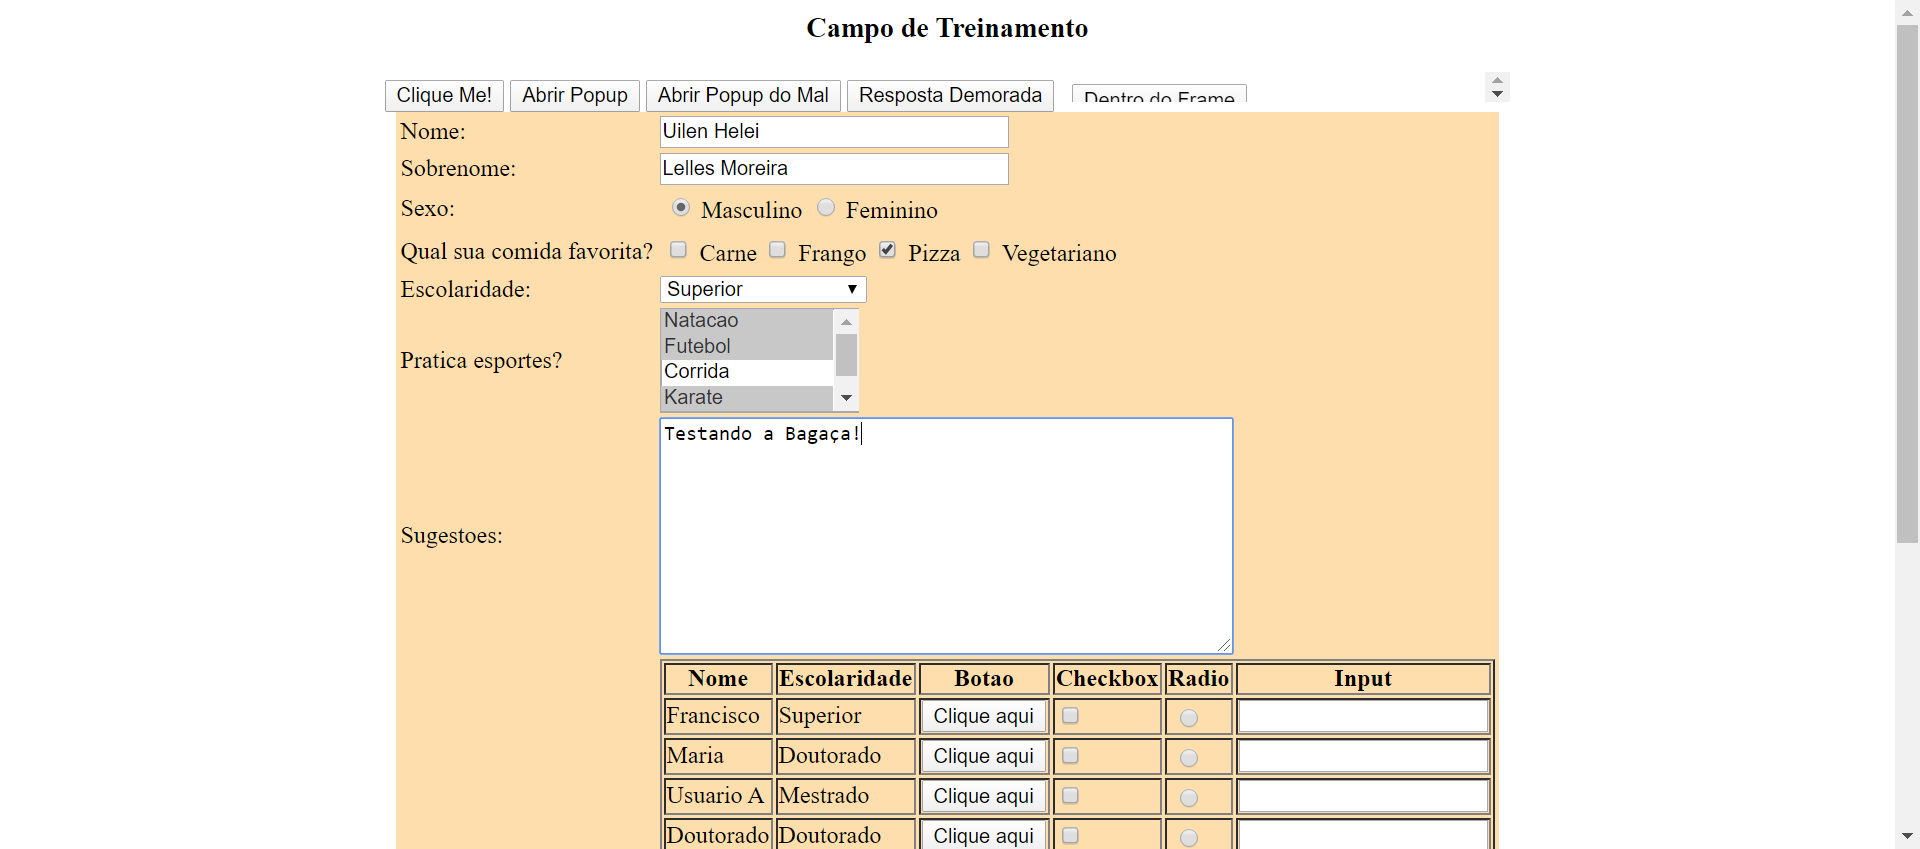 Campo de Treinamento
Clique Me! Abrir Popup Abrir Popup do Mal Resposta Demorada Dentro do Frame
Nome: Uilen Helei
Sobrenome: Lelles Moreira
Sexo: Masculino Feminino
Qual sua comida favorita? Carne Frango Pizza Vegetariano
Escolaridade: Superior
Natacao
Futebol
Pratica esportes?
Corrida
Karate
Testando a Bagaça!
Sugestoes:
Nome Escolaridade Botao Checkbox Radio Input
Francisco Superior Clique aqui
Maria Doutorado Clique aqui
Usuario A Mestrado Clique aqui
Doutorado Doutorado Clique aqui